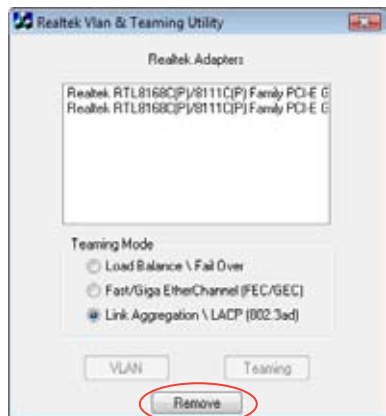 Realtek Vlan & Teaming Utility
Realtek Adapters
Realtek RTL8168C(P)/8111C(P) Family PCI-E G
Realtek RTL8168C(P)/8111C(P) Family PCI-E G
Teaming Mode
Load Balance \ Fail Over
Fast/Giga EtherChannel (FEC/GEC)
Link Aggregation \ LACP (802.3ad)
VLAN Teaming
Remove